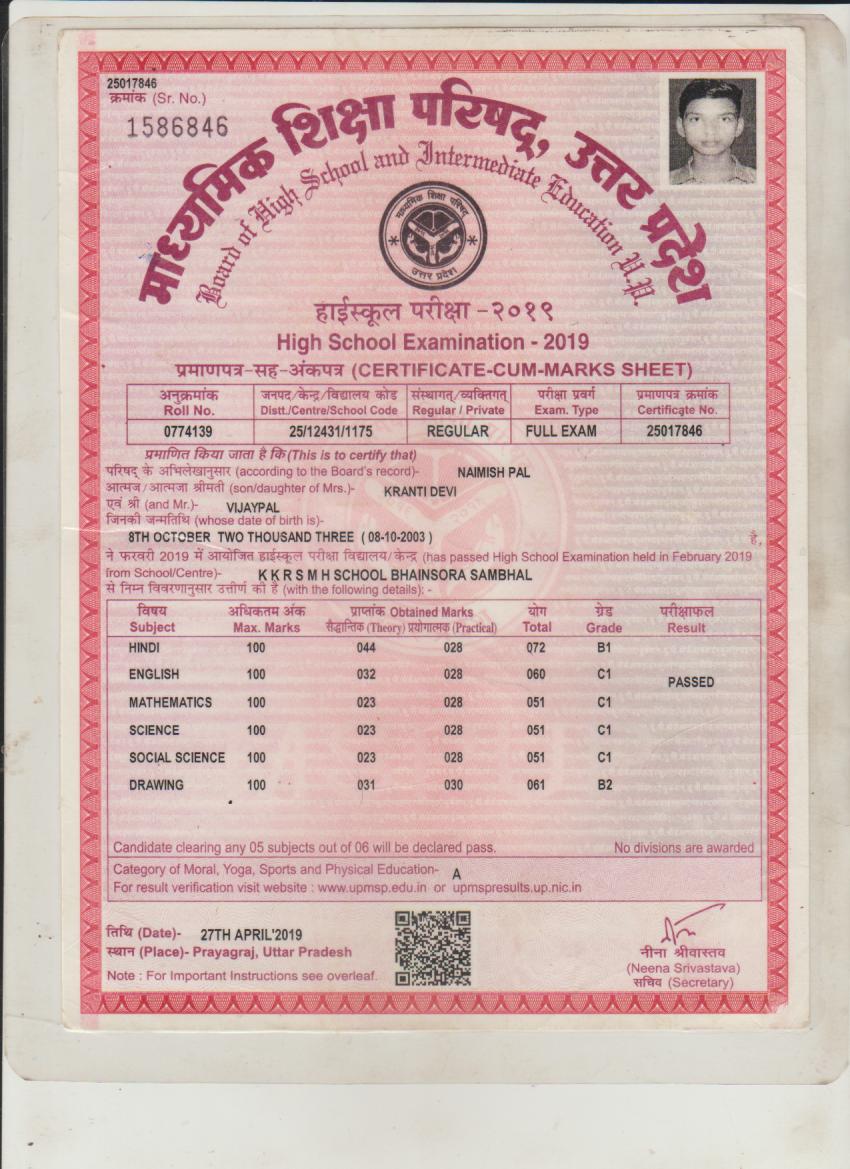 25017846
क्रमांक (Sr. No.)
1586846
माध्यमिक शिक्षा परिषद्, उत्तर प्रदेश
Board of High School and Intermediate Education U.P.
माध्यमिक शिक्षा परिषद
उत्तर प्रदेश
हाईस्कूल परीक्षा -२०१९
High School Examination - 2019
प्रमाणपत्र-सह-अंकपत्र (CERTIFICATE-CUM-MARKS SHEET)
अनुक्रमांक जनपद/केन्द्र/विद्यालय कोड संस्थागत्/व्यक्तिगत् परीक्षा प्रवर्ग प्रमाणपत्र क्रमांक
Roll No. Distt./Centre/School Code Regular / Private Exam. Type Certificate No.
0774139 25/12431/1175 REGULAR FULL EXAM 25017846
प्रमाणित किया जाता है कि (This is to certify that)
परिषद् के अभिलेखानुसार (according to the Board's record)- NAIMISH PAL
आत्मज/आत्मजा श्रीमती (son/daughter of Mrs.)- KRANTI DEVI
एवं श्री (and Mr.)- VIJAYPAL
जिनकी जन्मतिथि (whose date of birth is)-
8TH OCTOBER TWO THOUSAND THREE ( 08-10-2003 ) है,
ने फरवरी 2019 में आयोजित हाईस्कूल परीक्षा विद्यालय/केन्द्र (has passed High School Examination held in February 2019
from School/Centre)- K K R S M H SCHOOL BHAINSORA SAMBHAL
से निम्न विवरणानुसार उत्तीर्ण की है (with the following details): -
विषय अधिकतम अंक प्राप्तांक Obtained Marks योग ग्रेड परीक्षाफल
Subject Max. Marks सैद्धान्तिक (Theory) प्रयोगात्मक (Practical) Total Grade Result
HINDI 100 044 028 072 B1
ENGLISH 100 032 028 060 C1
PASSED
MATHEMATICS 100 023 028 051 C1
SCIENCE 100 023 028 051 C1
SOCIAL SCIENCE 100 023 028 051 C1
DRAWING 100 031 030 061 B2
Candidate clearing any 05 subjects out of 06 will be declared pass. No divisions are awarded
Category of Moral, Yoga, Sports and Physical Education- A
For result verification visit website : www.upmsp.edu.in or upmspresults.up.nic.in
तिथि (Date)- 27TH APRIL'2019
स्थान (Place)- Prayagraj, Uttar Pradesh
Note : For Important Instructions see overleaf.
नीना श्रीवास्तव
(Neena Srivastava)
सचिव (Secretary)